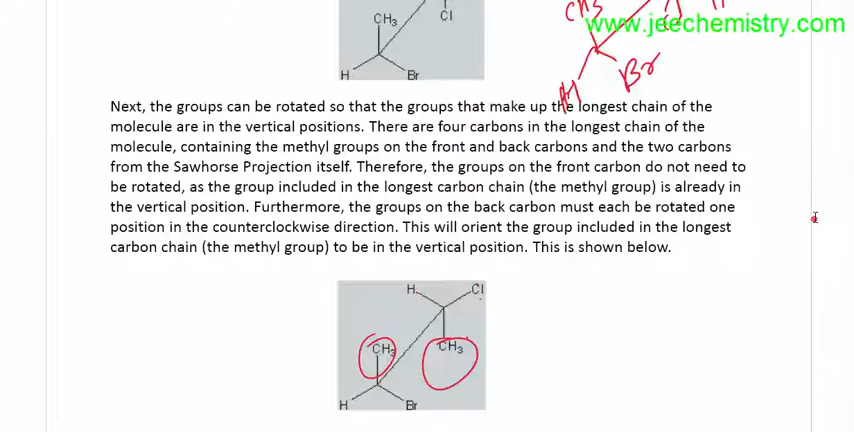 CH3
Cl
H
Br
CH3
www.jeechemistry.com
H
Br
Next, the groups can be rotated so that the groups that make up the longest chain of the
molecule are in the vertical positions. There are four carbons in the longest chain of the
molecule, containing the methyl groups on the front and back carbons and the two carbons
from the Sawhorse Projection itself. Therefore, the groups on the front carbon do not need to
be rotated, as the group included in the longest carbon chain (the methyl group) is already in
the vertical position. Furthermore, the groups on the back carbon must each be rotated one
position in the counterclockwise direction. This will orient the group included in the longest
carbon chain (the methyl group) to be in the vertical position. This is shown below.
H
Cl
CH3
CH3
H
Br